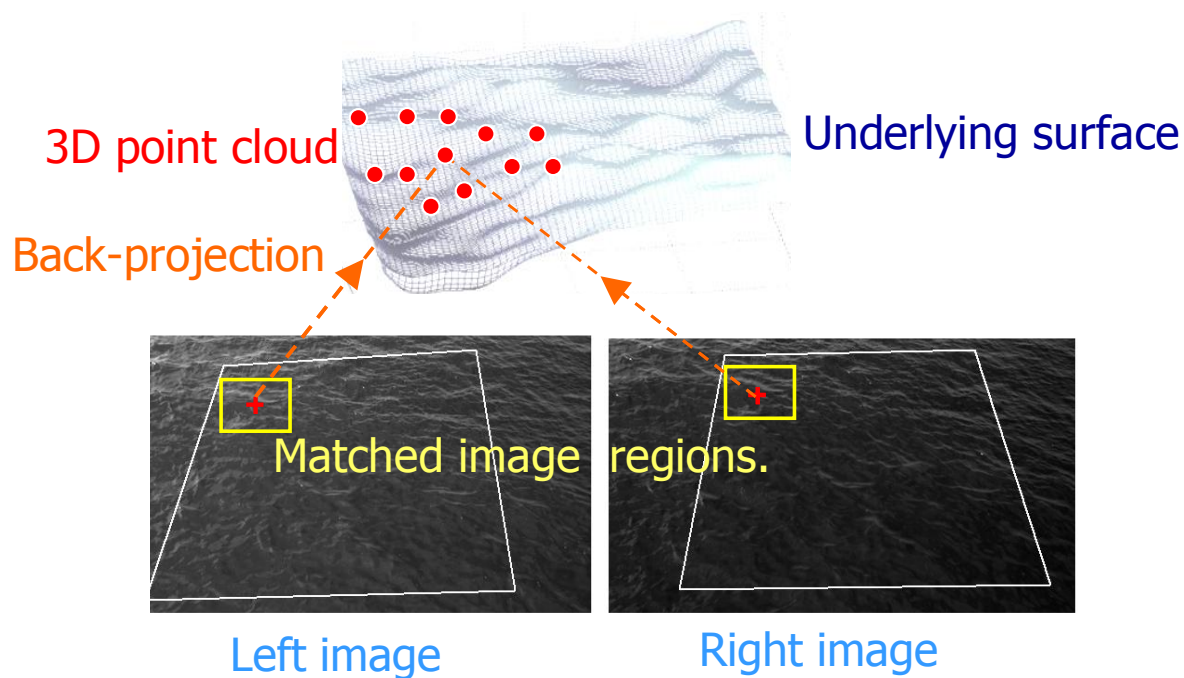 3D point cloud
Underlying surface
Back-projection
Matched image regions.
Left image
Right image